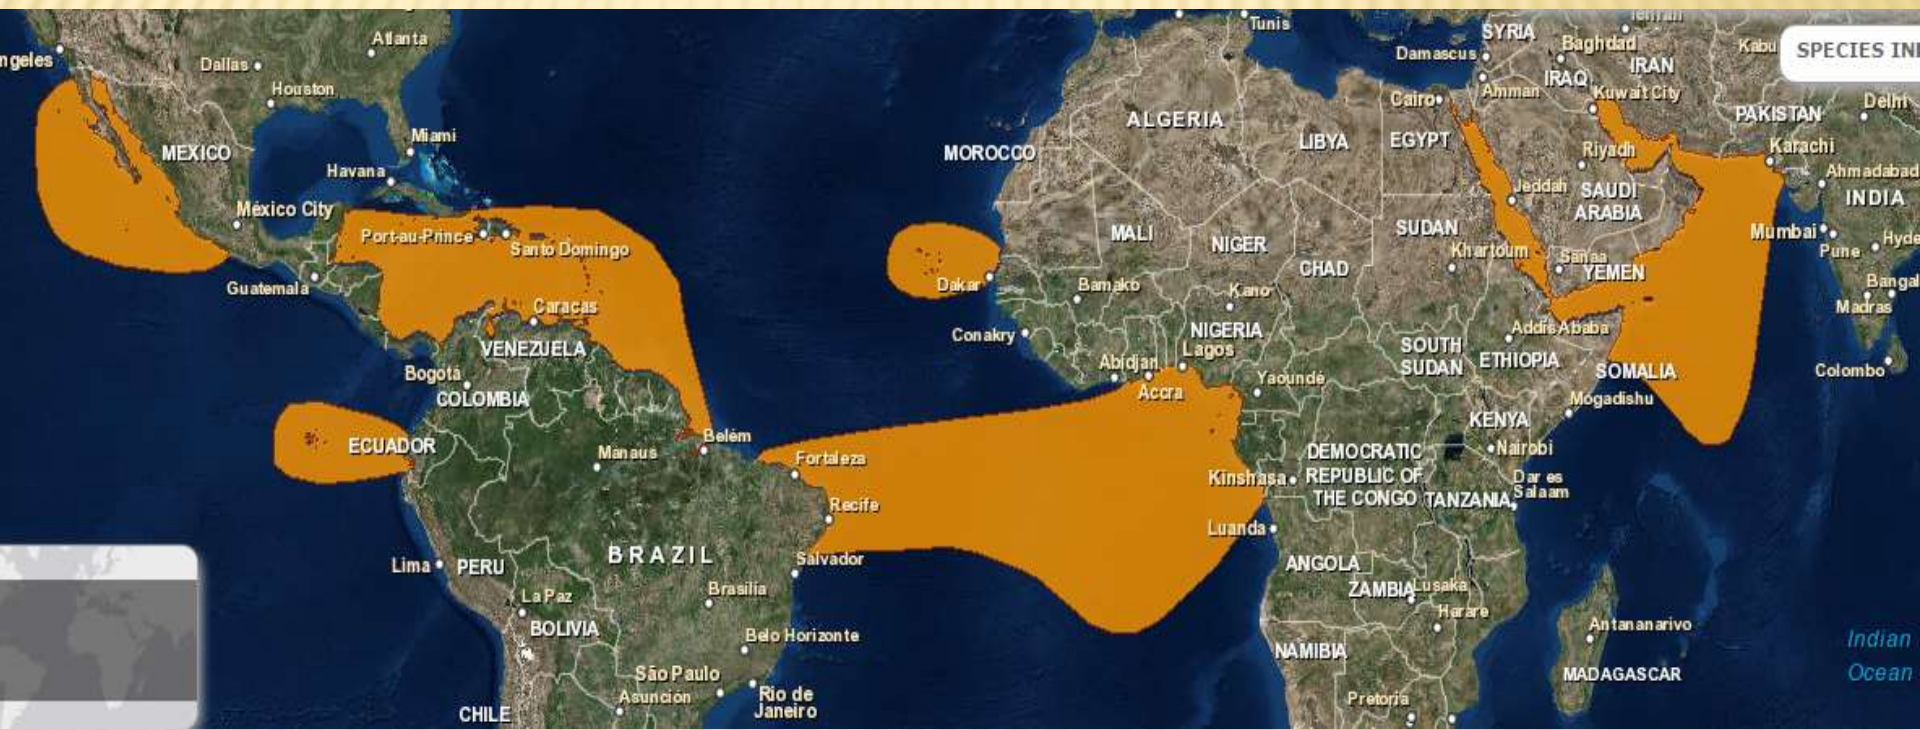 Tunis
SYRIA
Atlanta
Baghdad
Damascus
SPECIES
Dallas
IRAN
IRAQ
Houston
Amman
Kuwait City
Cairo
Delhi
PAKISTAN
ALGERIA
Miami
LIBYA
EGYPT
MEXICO
MOROCCO
Riyadh
Karachi
Havana
Ahmadabad
Jeddah
SAUDI
ARABIA
INDIA
México City
Port-au-Prince
MALI
NIGER
SUDAN
Mumbai
Santo Domingo
Khartoum
Sanaa
Pune
CHAD
YEMEN
Guatemala
Dakar
Bamako
Kano
Caracas
Madras
Conakry
NIGERIA
Addis Ababa
VENEZUELA
Lagos
SOUTH
SUDAN
Abidjan
ETHIOPIA
Bogotá
Yaoundé
SOMALIA
Colombo
COLOMBIA
Accra
Mogadishu
KENYA
ECUADOR
Belém
Manaus
Fortaleza
DEMOCRATIC
REPUBLIC OF
THE CONGO
Nairobi
Kinshasa
Dar es
Salaam
TANZANIA
Recife
Luanda
Lima
PERU
BRAZIL
Salvador
ANGOLA
ZAMBIA
Lusaka
La Paz
Brasilia
Harare
BOLIVIA
Belo Horizonte
Antananarivo
Indian
Ocean
NAMIBIA
São Paulo
MADAGASCAR
Asunción
Rio de
Janeiro
Pretoria
CHILE